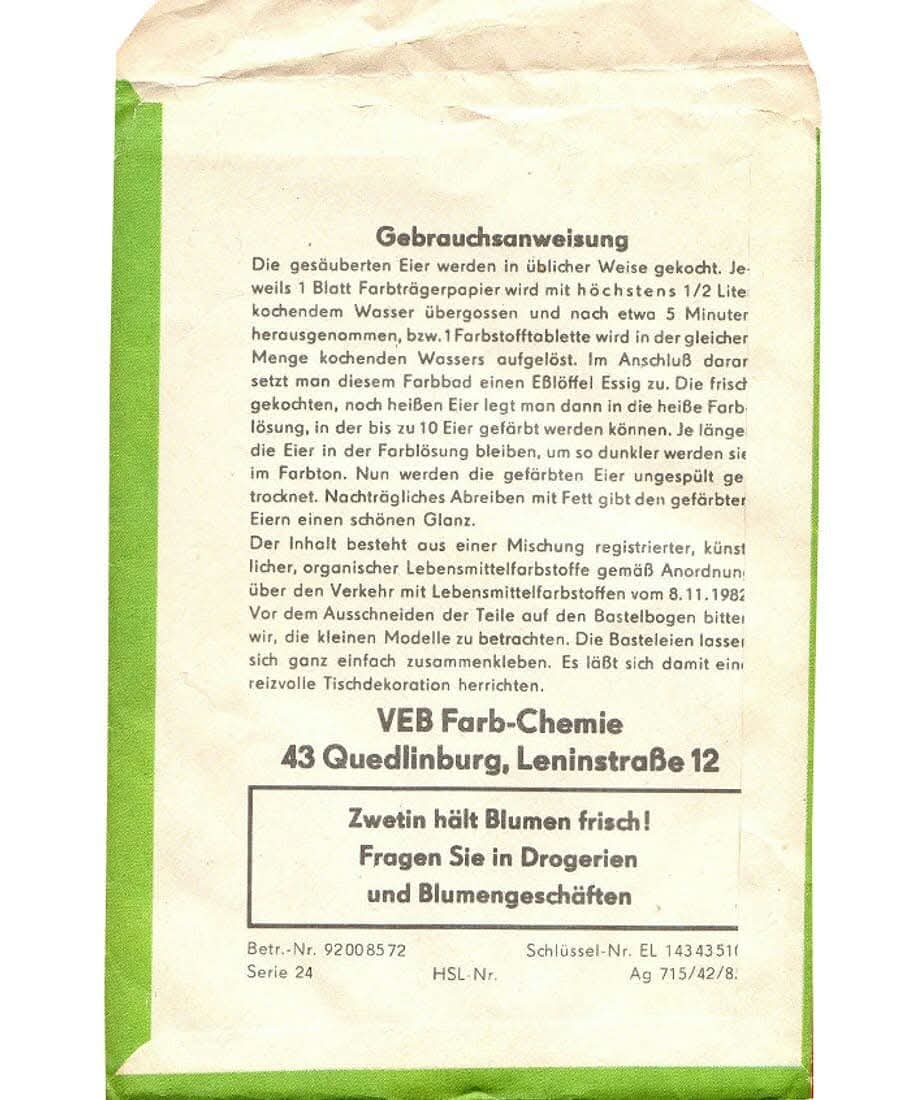 Gebrauchsanweisung
Die gesäuberten Eier werden in üblicher Weise gekocht. Je-
weils 1 Blatt Farbträgerpapier wird mit höchstens 1/2 Lite
kochendem Wasser übergossen und nach etwa 5 Minuter
herausgenommen, bzw. 1 Farbstofftablette wird in der gleicher
Menge kochenden Wassers aufgelöst. Im Anschluß darar
setzt man diesem Farbbad einen Eßlöffel Essig zu. Die frisch
gekochten, noch heißen Eier legt man dann in die heiße Farb-
lösung, in der bis zu 10 Eier gefärbt werden können. Je länge
die Eier in der Farblösung bleiben, um so dunkler werden sie
im Farbton. Nun werden die gefärbten Eier ungespült ge
trocknet. Nachträgliches Abreiben mit Fett gibt den gefärbter
Eiern einen schönen Glanz.
Der Inhalt besteht aus einer Mischung registrierter, künst
licher, organischer Lebensmittelfarbstoffe gemäß Anordnun
über den Verkehr mit Lebensmittelfarbstoffen vom 8.11.1982
Vor dem Ausschneiden der Teile auf den Bastelbogen bitter
wir, die kleinen Modelle zu betrachten. Die Basteleien lasser
sich ganz einfach zusammenkleben. Es läßt sich damit ein
reizvolle Tischdekoration herrichten.
VEB Farb-Chemie
43 Quedlinburg, Leninstraße 12
Zwetin hält Blumen frisch!
Fragen Sie in Drogerien
und Blumengeschäften
Betr.-Nr. 92008572 Schlüssel-Nr. EL 1434351
Serie 24 HSL-Nr. Ag 715/42/8